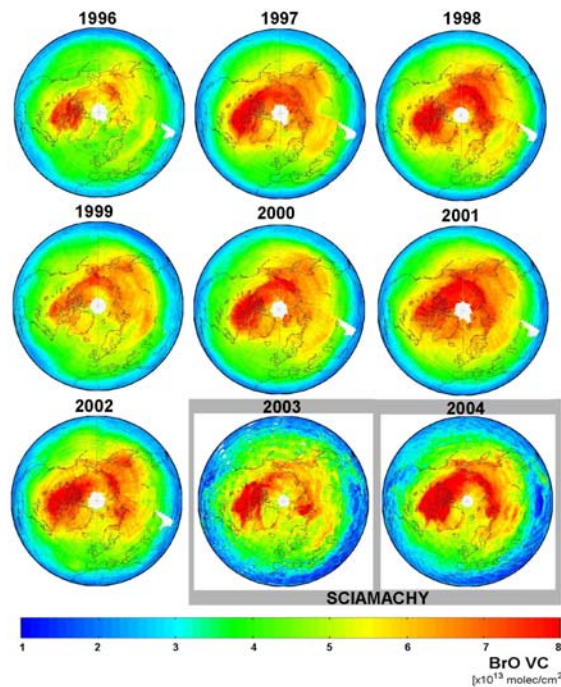 1996 1997 1998
1999 2000 2001
2002 2003 2004
SCIAMACHY
1 2 3 4 5 6 7 8
BrO VC
[x10¹³ molec/cm²